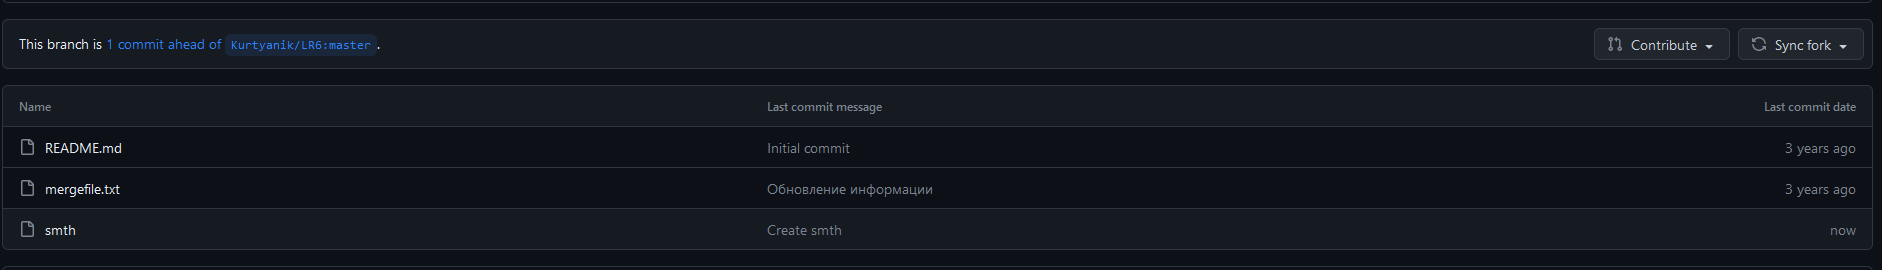 This branch is 1 commit ahead of Kurtyanik/LR6:master.
Contribute Sync fork
Name Last commit message Last commit date
README.md Initial commit 3 years ago
mergefile.txt Обновление информации 3 years ago
smth Create smth now